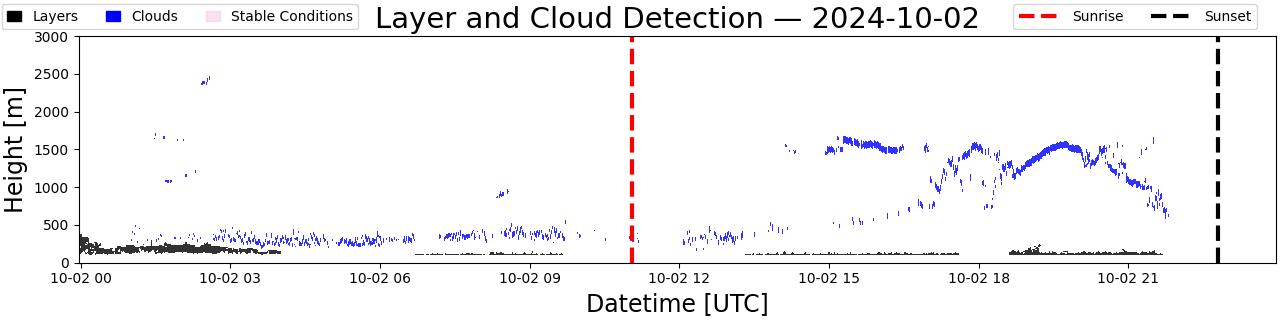 Layers Clouds Stable Conditions Layer and Cloud Detection — 2024-10-02 Sunrise Sunset
3000
2500
2000
1500
1000
500
0
Height [m]
10-02 00 10-02 03 10-02 06 10-02 09 10-02 12 10-02 15 10-02 18 10-02 21
Datetime [UTC]